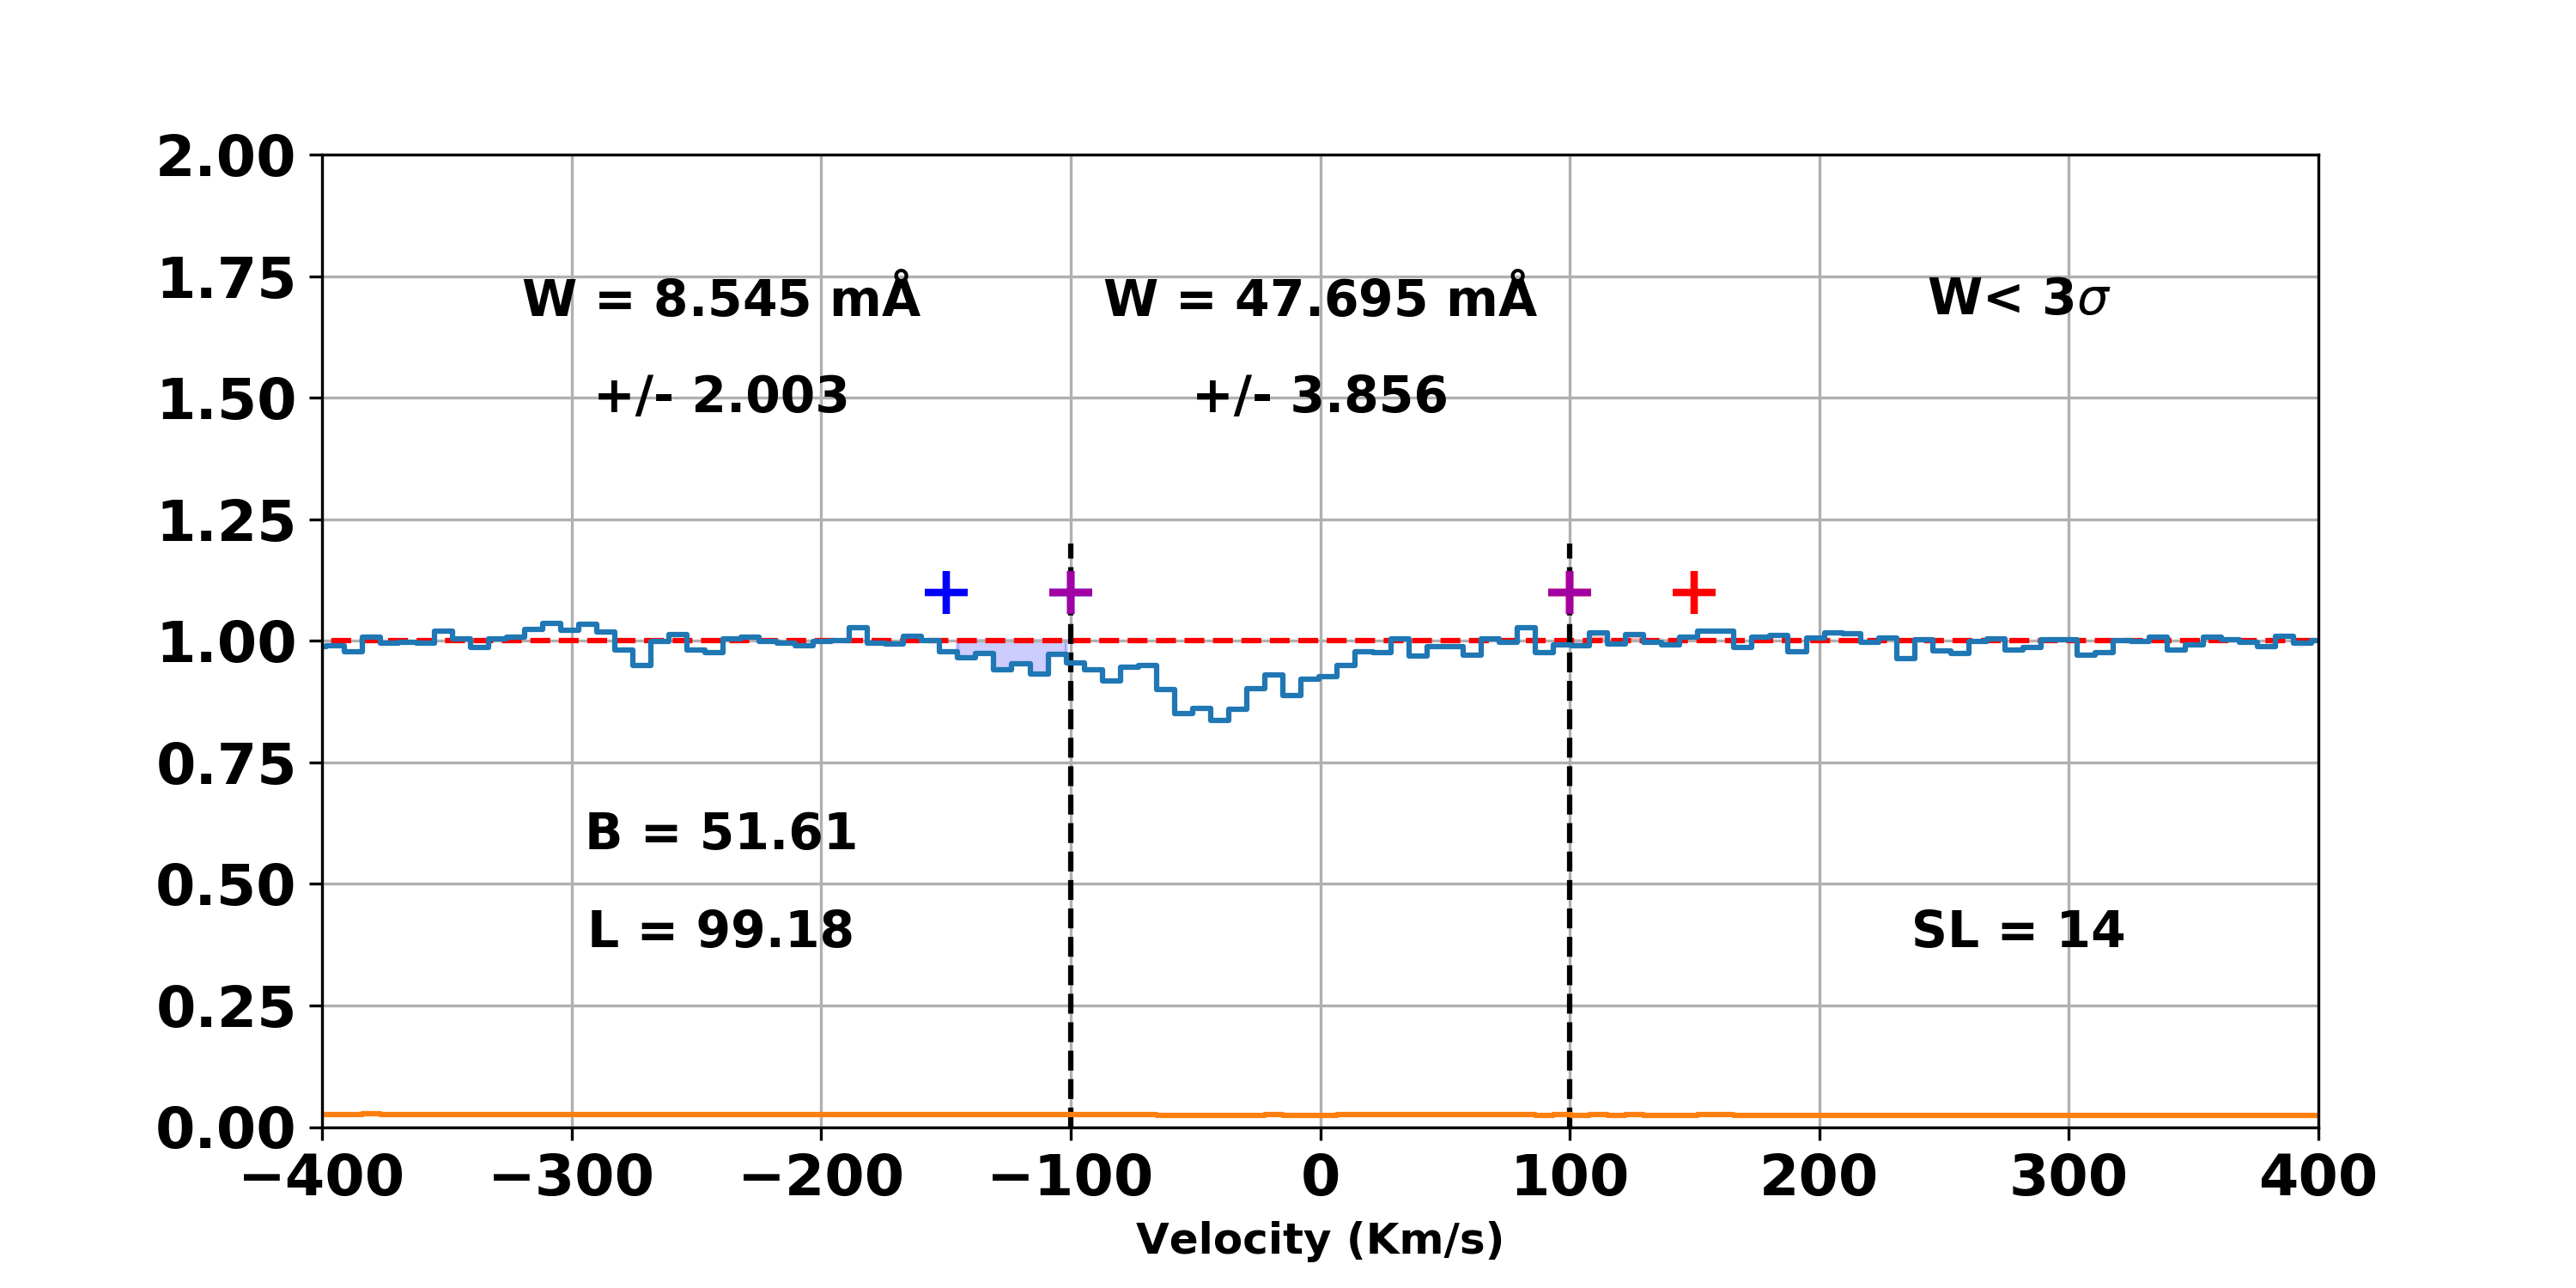 2.00
1.75
1.50
1.25
1.00
0.75
0.50
0.25
0.00
W = 8.545 mÅ
+/- 2.003
W = 47.695 mÅ
+/- 3.856
W< 3σ
B = 51.61
L = 99.18
SL = 14
−400 −300 −200 −100 0 100 200 300 400
Velocity (Km/s)